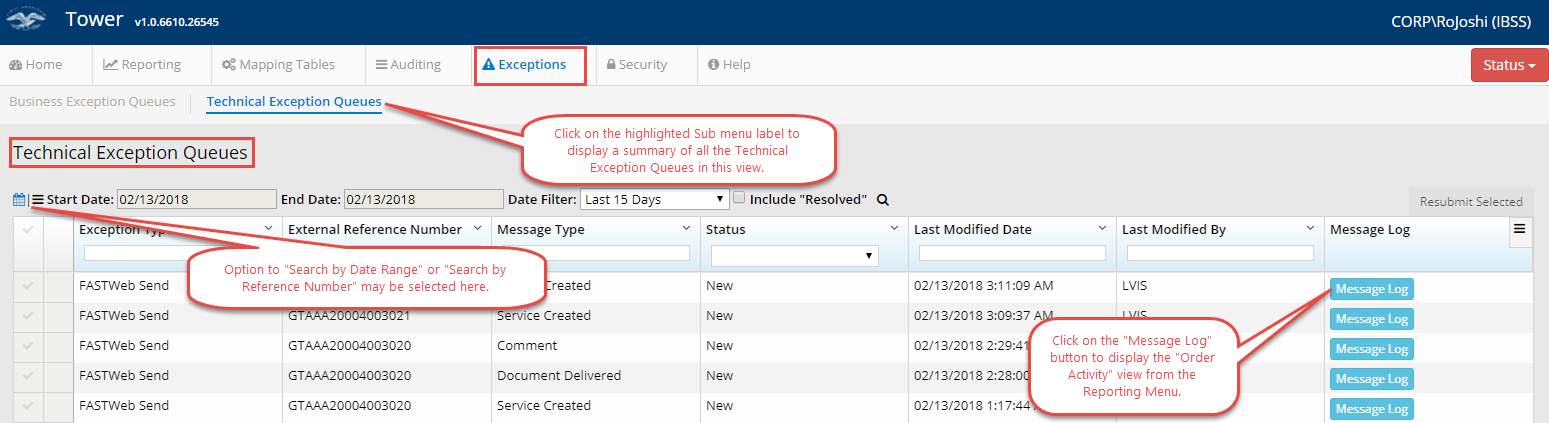 Tower v1.0.6610.26545
CORP\RoJoshi (IBSS)
Home Reporting Mapping Tables Auditing Exceptions Security Help Status
Business Exception Queues Technical Exception Queues
Click on the highlighted Sub menu label to
display a summary of all the Technical
Exception Queues in this view.
Technical Exception Queues
Start Date: 02/13/2018 End Date: 02/13/2018 Date Filter: Last 15 Days Include "Resolved"
Resubmit Selected
Exception External Reference Number Message Type Status Last Modified Date Last Modified By Message Log
Option to "Search by Date Range" or "Search by
Reference Number" may be selected here.
FASTWeb Send Created New 02/13/2018 3:11:09 AM LVIS Message Log
FASTWeb Send GTAAA20004003021 Service Created New 02/13/2018 3:09:37 AM LVIS Message Log
FASTWeb Send GTAAA20004003020 Comment New 02/13/2018 2:29:41 Message Log
FASTWeb Send GTAAA20004003020 Document Delivered New 02/13/2018 2:28:00 Message Log
FASTWeb Send GTAAA20004003020 Service Created New 02/13/2018 1:17:44 Message Log
Click on the "Message Log"
button to display the "Order
Activity" view from the
Reporting Menu.